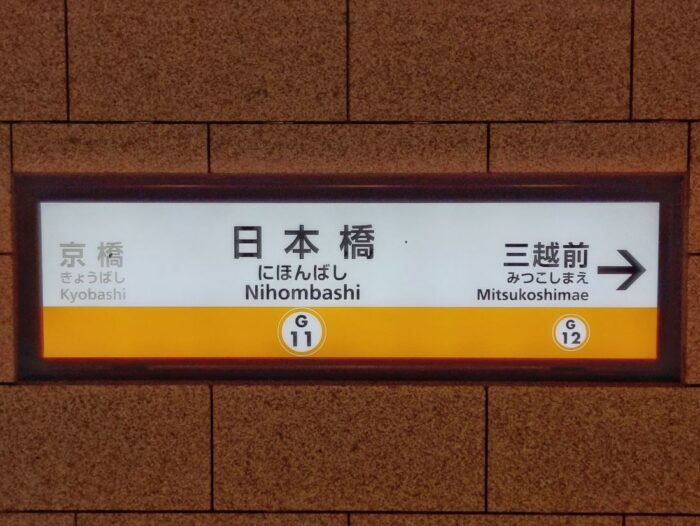 京橋
きょうばし
Kyobashi
日本橋
にほんばし
Nihombashi
G
11
三越前
みつこしまえ
Mitsukoshimae
G
12